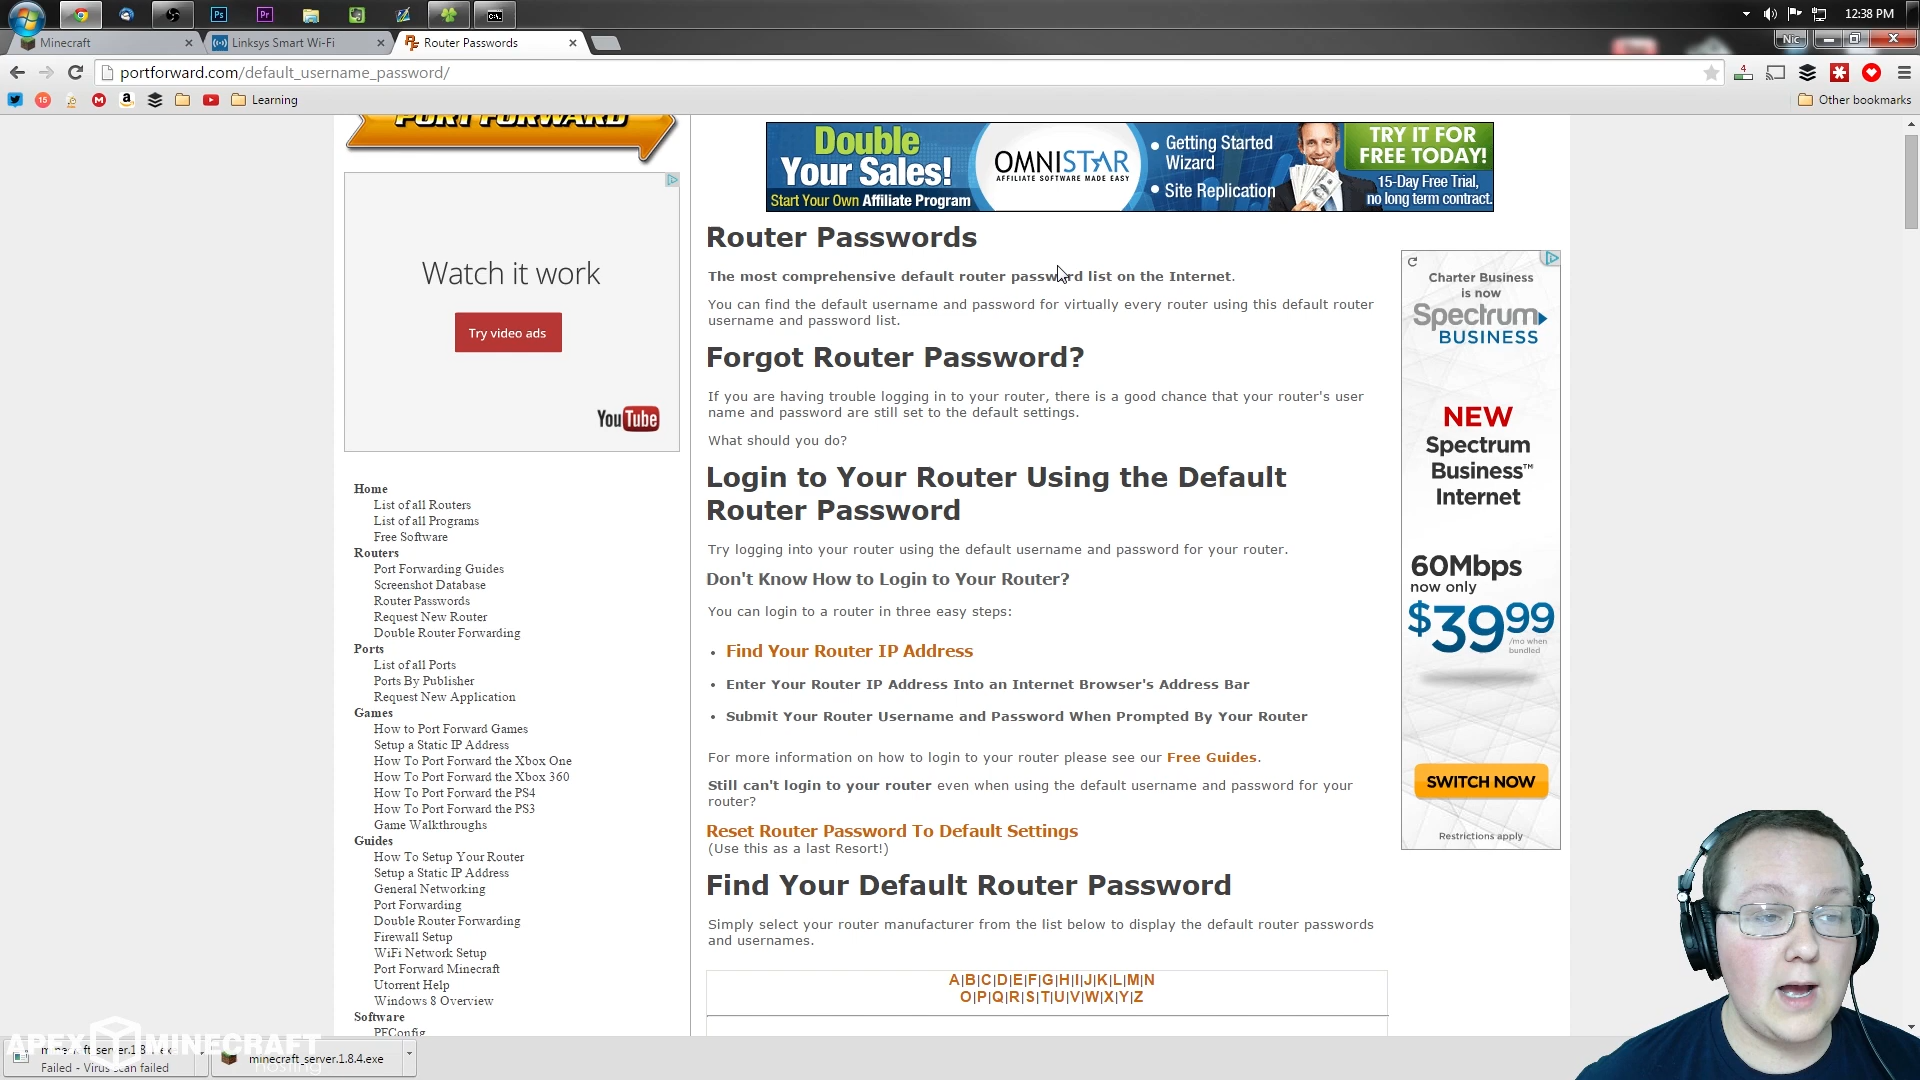 12:38 PM
Minecraft
Linksys Smart Wi-Fi
Router Passwords
Nic
portforward.com/default_username_password/
4
15
Learning
Other bookmarks
PORT FORWARD
Watch it work
Try video ads
YouTube
Home
List of all Routers
List of all Programs
Free Software
Routers
Port Forwarding Guides
Screenshot Database
Router Passwords
Request New Router
Double Router Forwarding
Ports
List of all Ports
Ports By Publisher
Request New Application
Games
How to Port Forward Games
Setup a Static IP Address
How To Port Forward the Xbox One
How To Port Forward the Xbox 360
How To Port Forward the PS4
How To Port Forward the PS3
Game Walkthroughs
Guides
How To Setup Your Router
Setup a Static IP Address
General Networking
Port Forwarding
Double Router Forwarding
Firewall Setup
WiFi Network Setup
Port Forward Minecraft
Utorrent Help
Windows 8 Overview
Software
PFConfig
Double
Your Sales!
Start Your Own Affiliate Program
OMNISTAR
AFFILIATE SOFTWARE MADE EASY
• Getting Started
Wizard
• Site Replication
TRY IT FOR
FREE TODAY!
15-Day Free Trial,
no long term contract.
Router Passwords
The most comprehensive default router password list on the Internet.
You can find the default username and password for virtually every router using this default router
username and password list.
Forgot Router Password?
If you are having trouble logging in to your router, there is a good chance that your router's user
name and password are still set to the default settings.
What should you do?
Login to Your Router Using the Default
Router Password
Try logging into your router using the default username and password for your router.
Don't Know How to Login to Your Router?
You can login to a router in three easy steps:
• Find Your Router IP Address
• Enter Your Router IP Address Into an Internet Browser's Address Bar
• Submit Your Router Username and Password When Prompted By Your Router
For more information on how to login to your router please see our Free Guides.
Still can't login to your router even when using the default username and password for your
router?
Reset Router Password To Default Settings
(Use this as a last Resort!)
Find Your Default Router Password
Simply select your router manufacturer from the list below to display the default router passwords
and usernames.
A|B|C|D|E|F|G|H|I|J|K|L|M|N
O|P|Q|R|S|T|U|V|W|X|Y|Z
Charter Business
is now
Spectrum
BUSINESS
NEW
Spectrum
Business™
Internet
60Mbps
now only
$39.99
/mo when
bundled
SWITCH NOW
Restrictions apply
APEX MINECRAFT
hosting
Failed - Virus scan failed
minecraft_server.1.8.4.exe